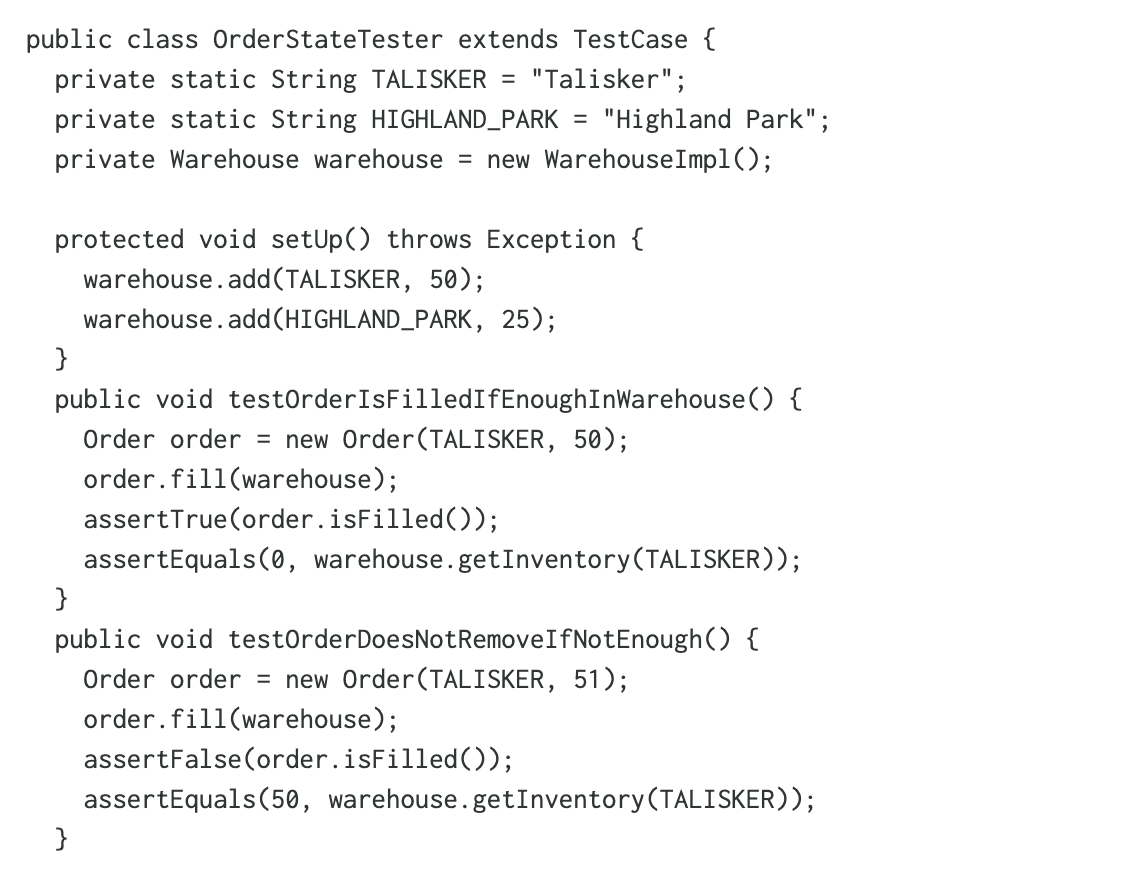 public class OrderStateTester extends TestCase {
  private static String TALISKER = "Talisker";
  private static String HIGHLAND_PARK = "Highland Park";
  private Warehouse warehouse = new WarehouseImpl();

  protected void setUp() throws Exception {
    warehouse.add(TALISKER, 50);
    warehouse.add(HIGHLAND_PARK, 25);
  }
  public void testOrderIsFilledIfEnoughInWarehouse() {
    Order order = new Order(TALISKER, 50);
    order.fill(warehouse);
    assertTrue(order.isFilled());
    assertEquals(0, warehouse.getInventory(TALISKER));
  }
  public void testOrderDoesNotRemoveIfNotEnough() {
    Order order = new Order(TALISKER, 51);
    order.fill(warehouse);
    assertFalse(order.isFilled());
    assertEquals(50, warehouse.getInventory(TALISKER));
  }